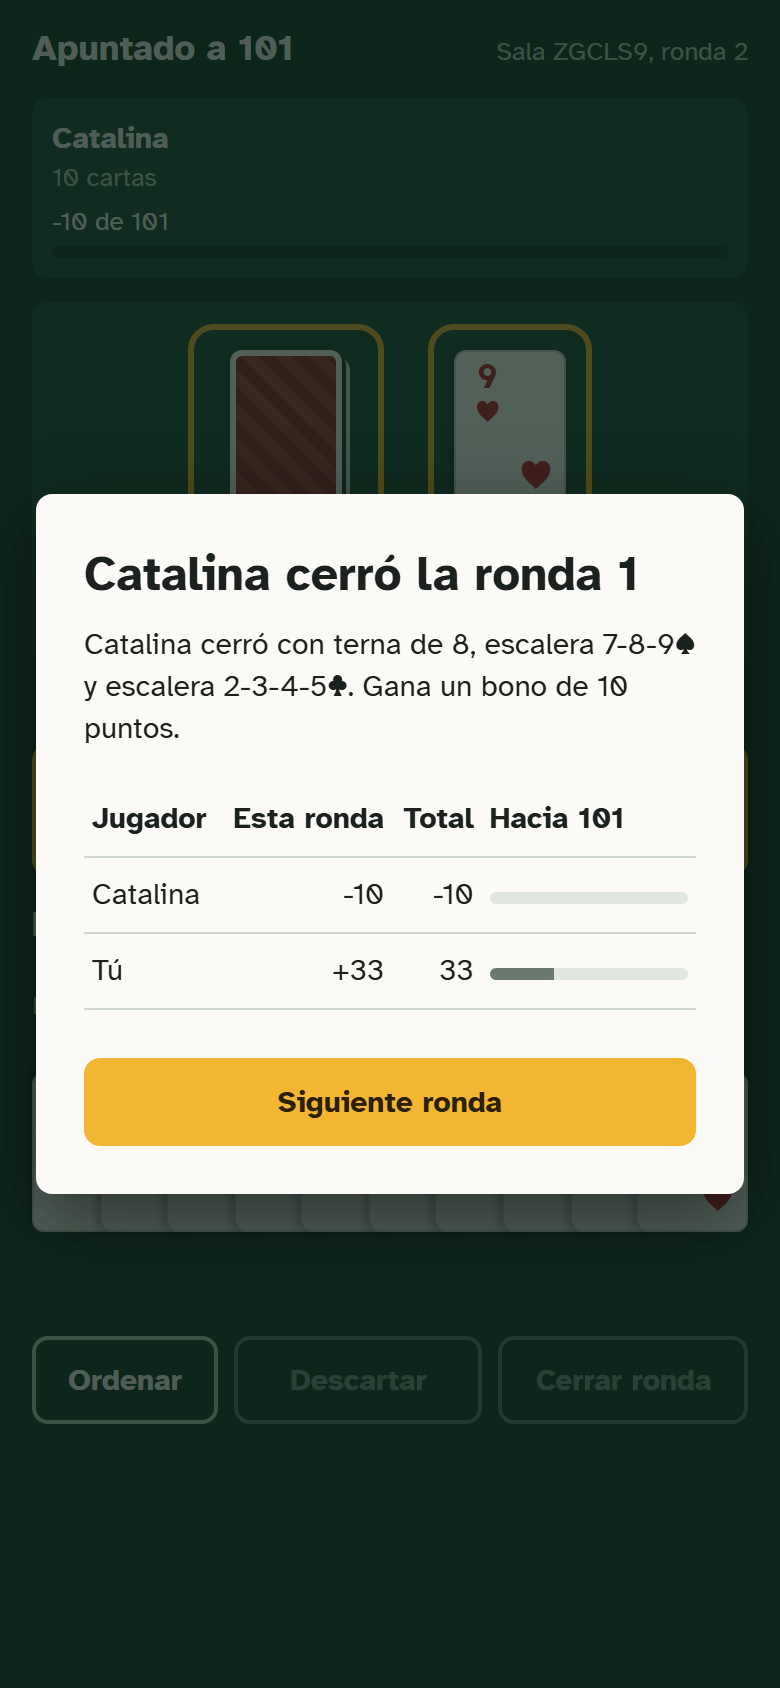 Apuntado a 101
Sala ZGCLS9, ronda 2
Catalina
10 cartas
-10 de 101
9
Catalina cerró la ronda 1
Catalina cerró con terna de 8, escalera 7-8-9♠
y escalera 2-3-4-5♣. Gana un bono de 10
puntos.
Jugador Esta ronda Total Hacia 101
Catalina -10 -10
Tú +33 33
Siguiente ronda
Ordenar Descartar Cerrar ronda